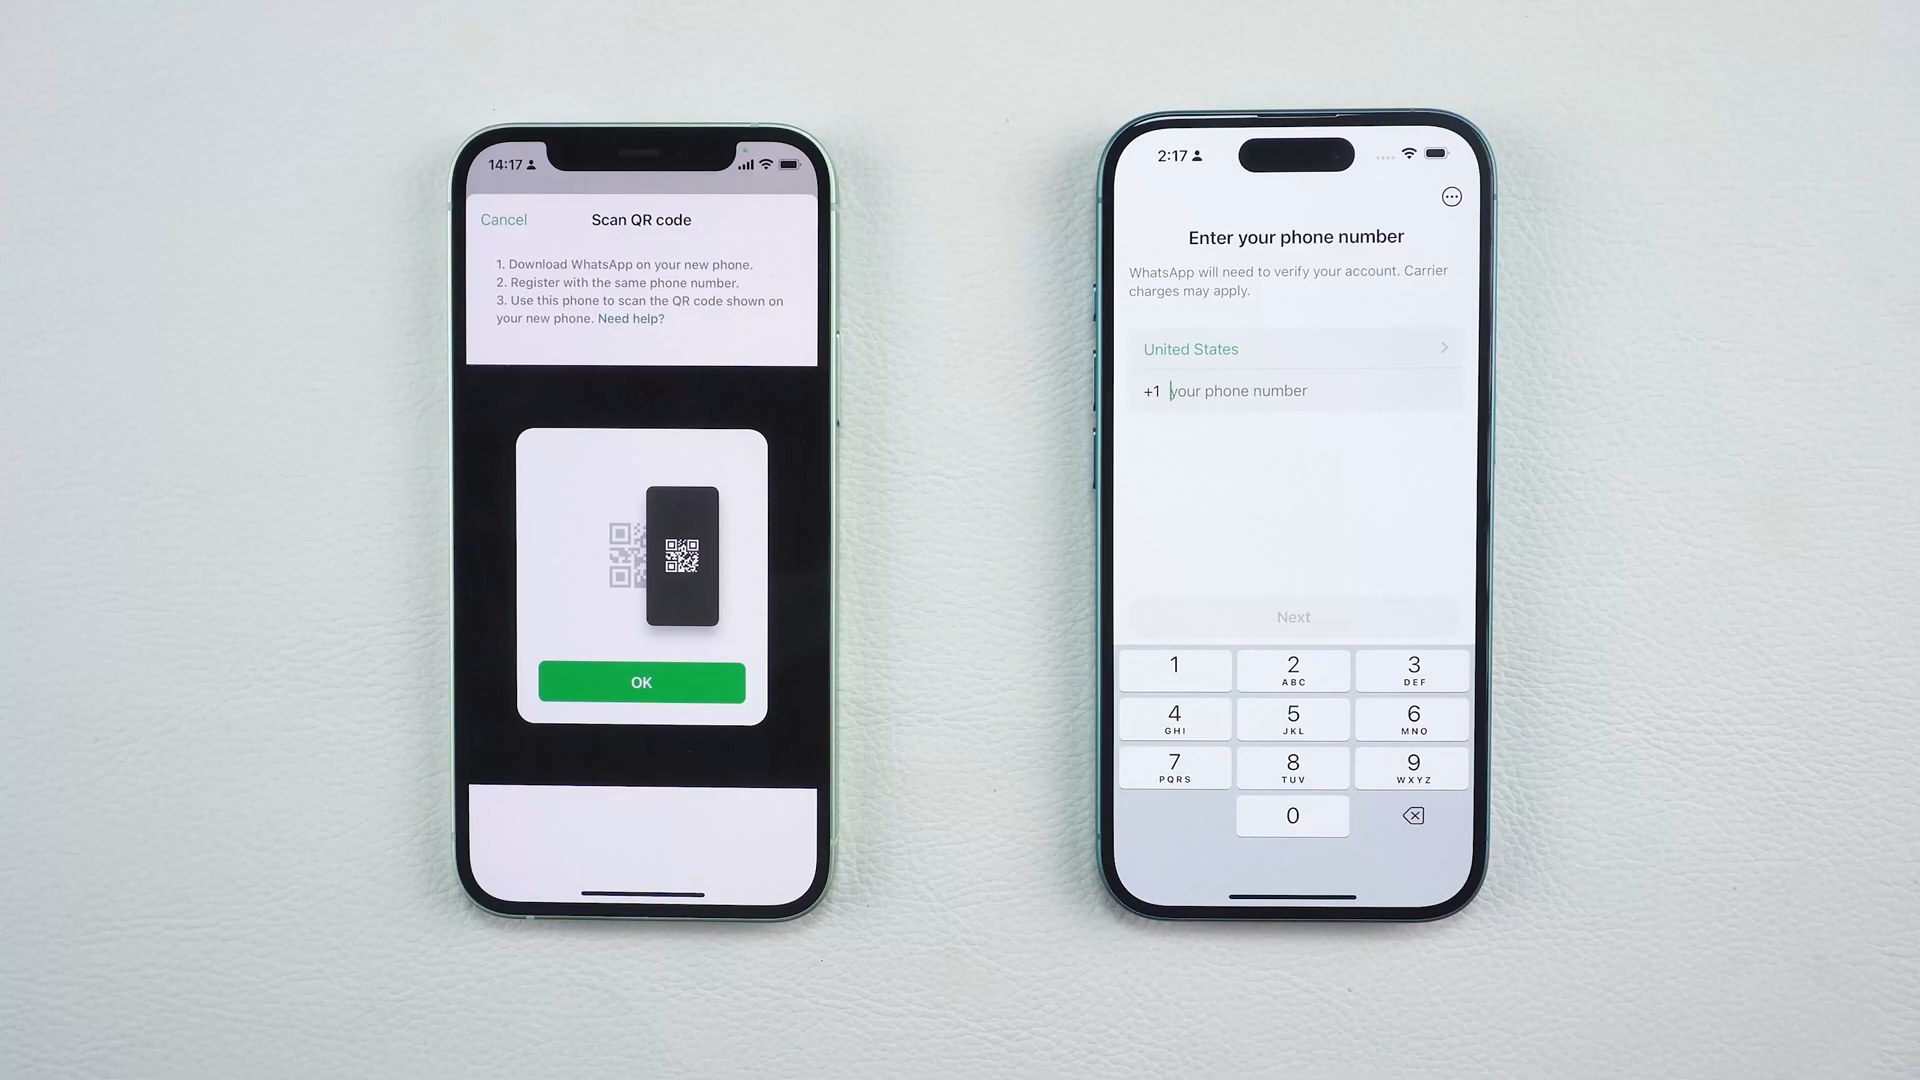 14:17
Cancel
Scan QR code
1. Download WhatsApp on your new phone.
2. Register with the same phone number.
3. Use this phone to scan the QR code shown on
your new phone. Need help?
OK
2:17
Enter your phone number
WhatsApp will need to verify your account. Carrier
charges may apply.
United States
+1 your phone number
Next
1
2
ABC
3
DEF
4
GHI
5
JKL
6
MNO
7
PQRS
8
TUV
9
WXYZ
0